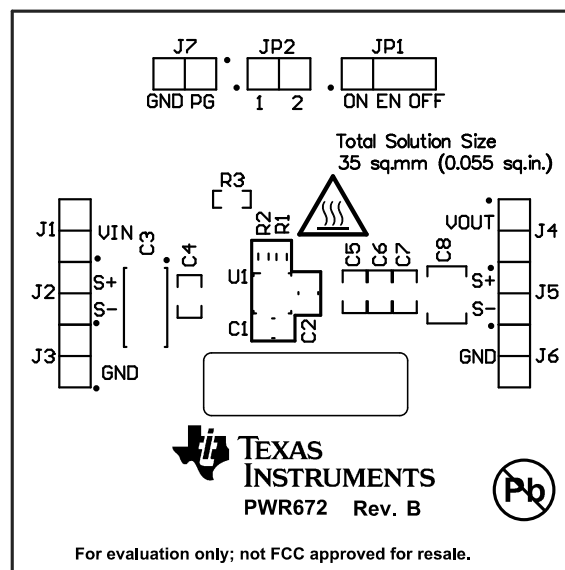 J7 JP2 JP1
GND PG 1 2 ON EN OFF
Total Solution Size
35 sq.mm (0.055 sq.in.)
R3
J1 VIN C3 C4 R2 R1 C5 C6 C7 C8 VOUT J4
J2 S+ U1 S+ J5
S- S-
C1 C2
J3 GND GND J6
TEXAS
INSTRUMENTS
PWR672 Rev. B
Pb
For evaluation only; not FCC approved for resale.